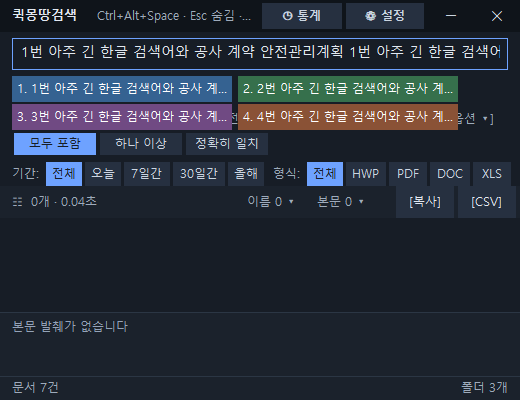 퀵몽땅검색 Ctrl+Alt+Space · Esc 숨김 ·... 통계 설정
1번 아주 긴 한글 검색어와 공사 계약 안전관리계획 1번 아주 긴 한글 검색어와 공사 계약
1. 1번 아주 긴 한글 검색어와 공사 계... 2. 2번 아주 긴 한글 검색어와 공사 계...
3. 3번 아주 긴 한글 검색어와 공사 계... 4. 4번 아주 긴 한글 검색어와 공사 계... ▾]
모두 포함 하나 이상 정확히 일치
기간: 전체 오늘 7일간 30일간 올해 형식: 전체 HWP PDF DOC XLS
0개 · 0.04초 이름 0 ▾ 본문 0 ▾ [복사] [CSV]
본문 발췌가 없습니다
문서 7건 폴더 3개